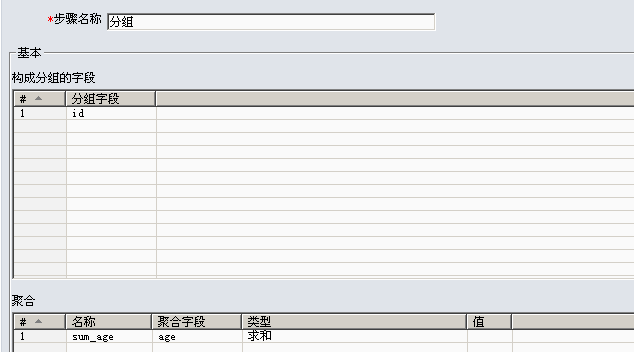 *步骤名称 分组
基本
构成分组的字段
# 分组字段
1 id
聚合
# 名称 聚合字段 类型 值
1 sum_age age 求和